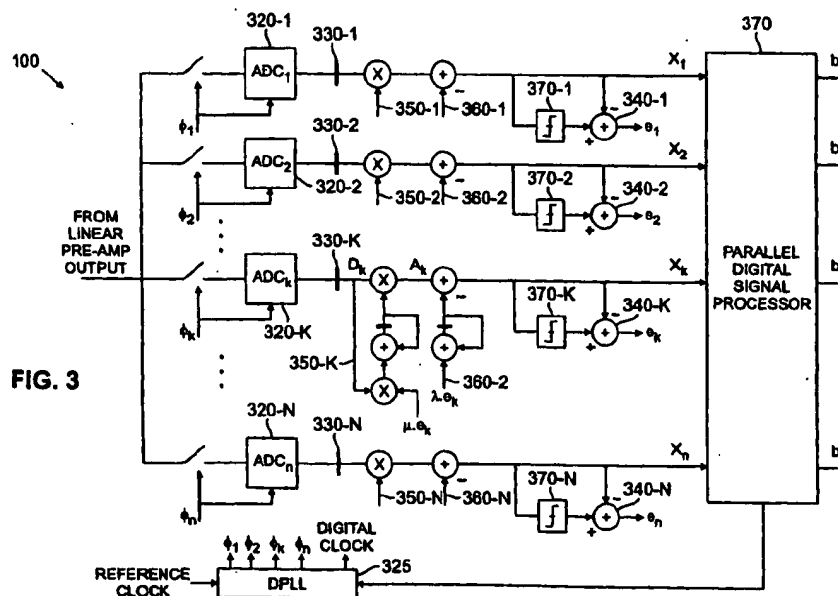 320-1
370
100
330-1
ADC1
X
+
−
X1
b
350-1
360-1
370-1
340-1
ϕ1
+
−
+
e1
330-2
ADC2
X
+
−
X2
b
320-2
350-2
360-2
370-2
340-2
ϕ2
+
−
+
e2
FROM
LINEAR
PRE-AMP
OUTPUT
330-K
Dk
Ak
ADCk
X
+
−
Xk
b
PARALLEL
DIGITAL
SIGNAL
PROCESSOR
320-K
370-K
340-K
ϕk
+
−
+
ek
+
+
350-K
360-2
FIG. 3
X
λ.ek
μ.ek
320-N
330-N
ADCn
X
+
−
Xn
b
350-N
360-N
370-N
340-N
ϕn
+
−
+
en
ϕ1 ϕ2 ϕk ϕn
DIGITAL
CLOCK
325
REFERENCE
CLOCK
DPLL